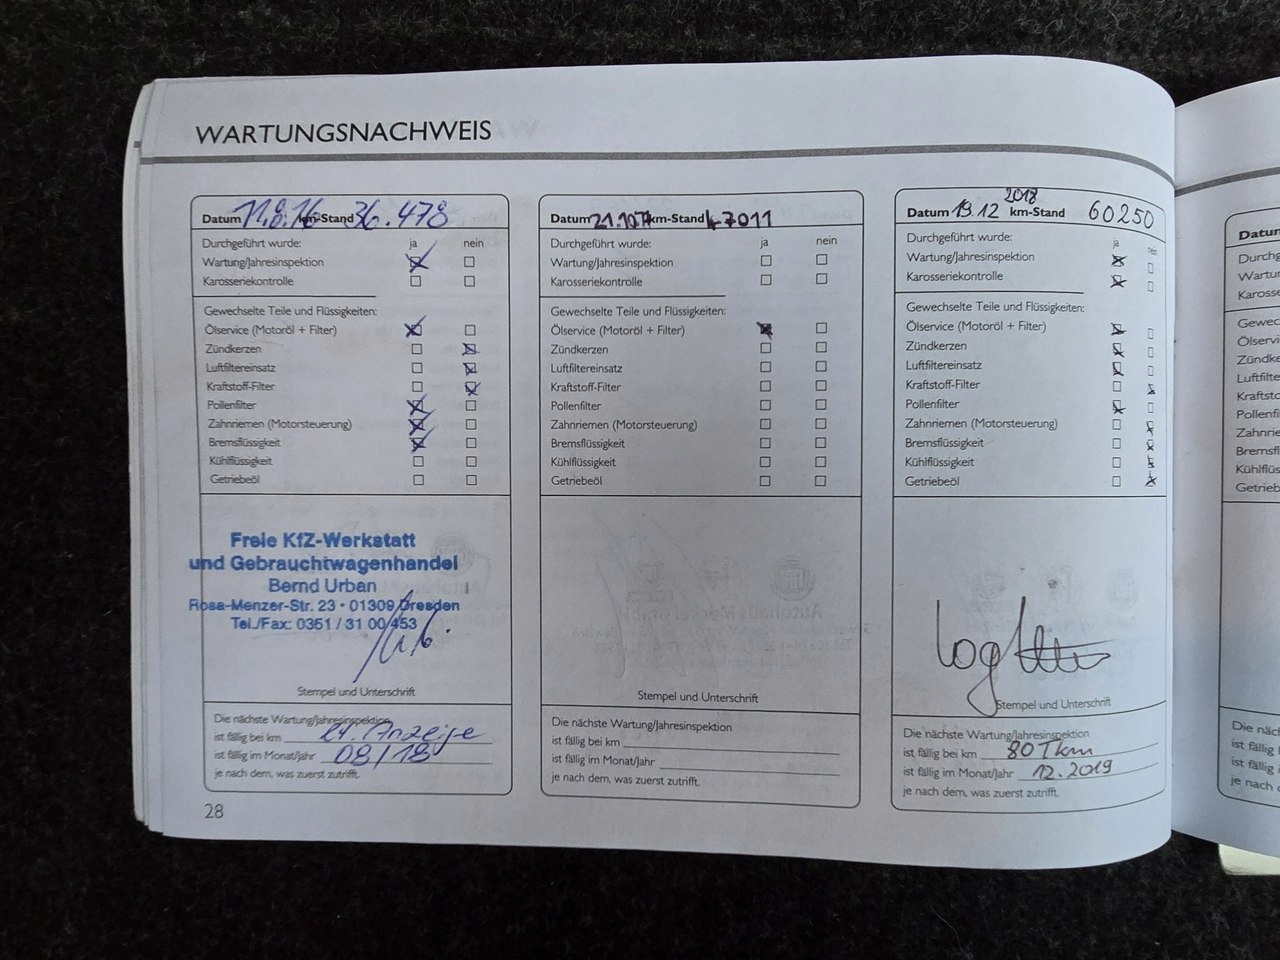 WARTUNGSNACHWEIS
Datum 11.8.16 km-Stand 36.478
Durchgeführt wurde: ja nein
Wartung/Jahresinspektion
Karosseriekontrolle
Gewechselte Teile und Flüssigkeiten:
Ölservice (Motoröl + Filter)
Zündkerzen
Luftfiltereinsatz
Kraftstoff-Filter
Pollenfilter
Zahnriemen (Motorsteuerung)
Bremsflüssigkeit
Kühlflüssigkeit
Getriebeöl
Freie KfZ-Werkstatt
und Gebrauchtwagenhandel
Bernd Urban
Rosa-Menzer-Str. 23 · 01309 Dresden
Tel./Fax: 0351 / 31 00 453
Stempel und Unterschrift
Die nächste Wartung/Jahresinspektion
ist fällig bei km Anzeige
ist fällig im Monat/Jahr 08/18
je nach dem, was zuerst zutrifft.
28
Datum 21.10.17 km-Stand 47011
Durchgeführt wurde: ja nein
Wartung/Jahresinspektion
Karosseriekontrolle
Gewechselte Teile und Flüssigkeiten:
Ölservice (Motoröl + Filter)
Zündkerzen
Luftfiltereinsatz
Kraftstoff-Filter
Pollenfilter
Zahnriemen (Motorsteuerung)
Bremsflüssigkeit
Kühlflüssigkeit
Getriebeöl
Stempel und Unterschrift
Die nächste Wartung/Jahresinspektion
ist fällig bei km
ist fällig im Monat/Jahr
je nach dem, was zuerst zutrifft.
2018
Datum 19.12 km-Stand 60250
Durchgeführt wurde: ja nein
Wartung/Jahresinspektion
Karosseriekontrolle
Gewechselte Teile und Flüssigkeiten:
Ölservice (Motoröl + Filter)
Zündkerzen
Luftfiltereinsatz
Kraftstoff-Filter
Pollenfilter
Zahnriemen (Motorsteuerung)
Bremsflüssigkeit
Kühlflüssigkeit
Getriebeöl
Stempel und Unterschrift
Die nächste Wartung/Jahresinspektion
ist fällig bei km 80Tkm
ist fällig im Monat/Jahr 12.2019
je nach dem, was zuerst zutrifft.